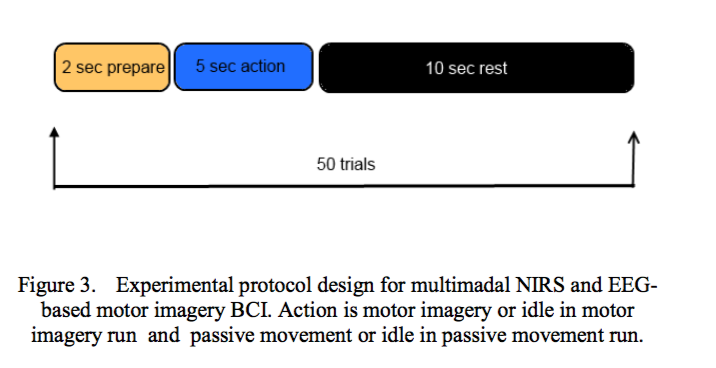 2 sec prepare 5 sec action 10 sec rest
50 trials
Figure 3. Experimental protocol design for multimadal NIRS and EEG-
based motor imagery BCI. Action is motor imagery or idle in motor
imagery run and passive movement or idle in passive movement run.